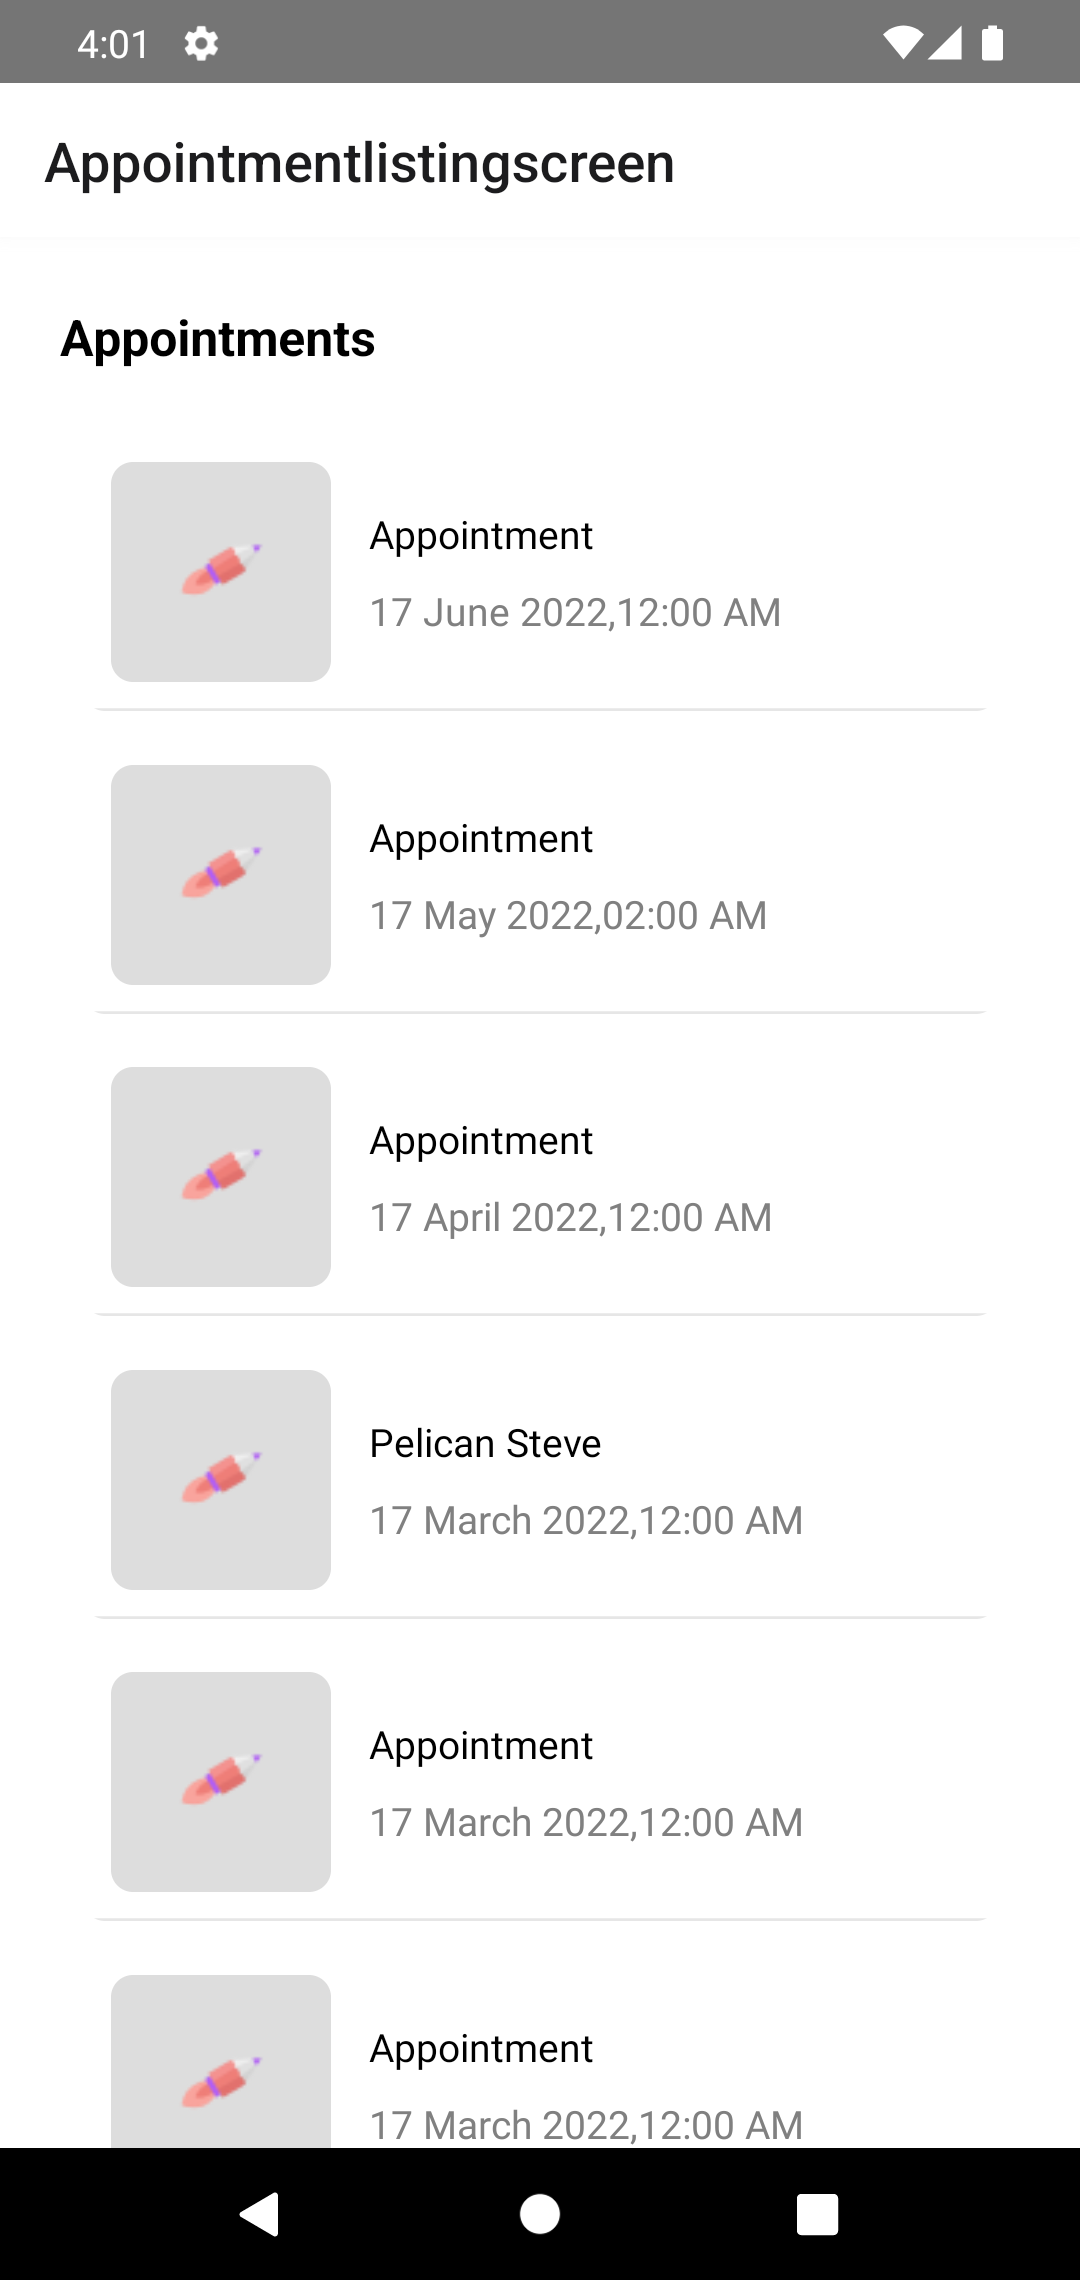 4:01
Appointmentlistingscreen
Appointments
Appointment
17 June 2022,12:00 AM
Appointment
17 May 2022,02:00 AM
Appointment
17 April 2022,12:00 AM
Pelican Steve
17 March 2022,12:00 AM
Appointment
17 March 2022,12:00 AM
Appointment
17 March 2022,12:00 AM